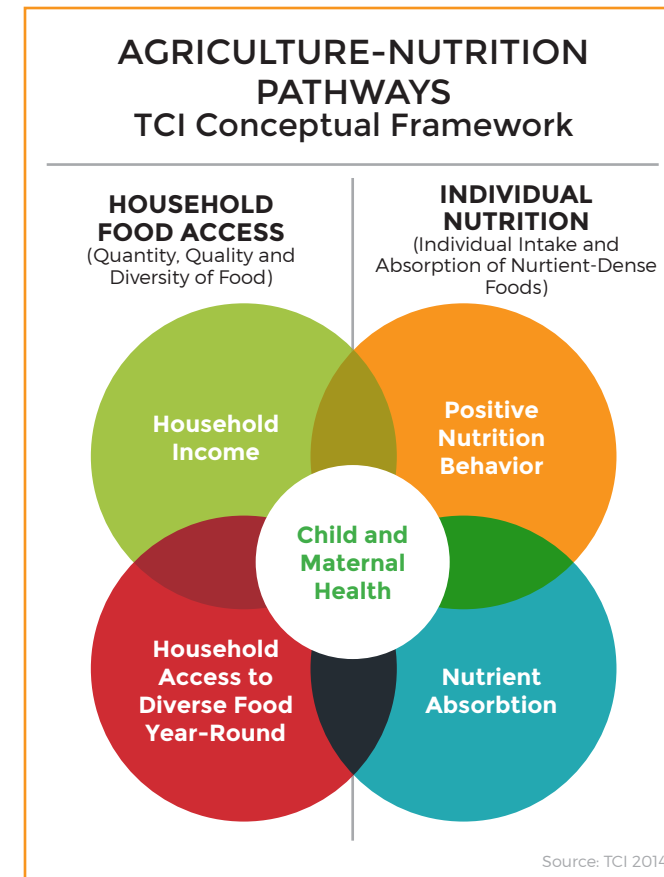 AGRICULTURE-NUTRITION
PATHWAYS
TCI Conceptual Framework
HOUSEHOLD
FOOD ACCESS
(Quantity, Quality and
Diversity of Food)
INDIVIDUAL
NUTRITION
(Individual Intake and
Absorption of Nurtient-Dense
Foods)
Household
Income
Positive
Nutrition
Behavior
Child and
Maternal
Health
Household
Access to
Diverse Food
Year-Round
Nutrient
Absorbtion
Source: TCI 2014